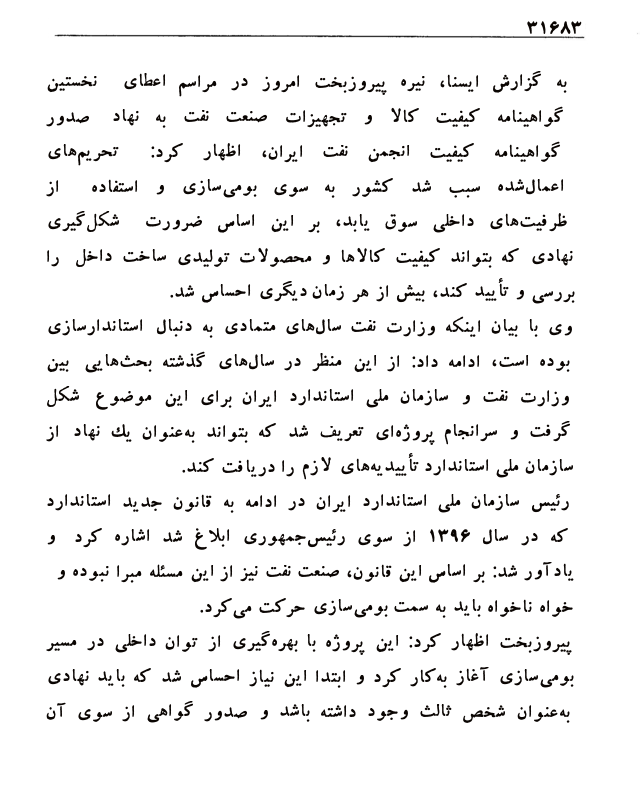 ۳۱۶۸۳
به گزارش ایسنا، نیره پیروزبخت امروز در مراسم اعطای نخستین
گواهینامه کیفیت کالا و تجهیزات صنعت نفت به نهاد صدور
گواهینامه کیفیت انجمن نفت ایران، اظهار کرد: تحریم‌های
اعمال‌شده سبب شد کشور به سوی بومی‌سازی و استفاده از
ظرفیت‌های داخلی سوق یابد، بر این اساس ضرورت شکل‌گیری
نهادی که بتواند کیفیت کالاها و محصولات تولیدی ساخت داخل را
بررسی و تأیید کند، بیش از هر زمان دیگری احساس شد.
وی با بیان اینکه وزارت نفت سال‌های متمادی به دنبال استاندارسازی
بوده است، ادامه داد: از این منظر در سال‌های گذشته بحث‌هایی بین
وزارت نفت و سازمان ملی استاندارد ایران برای این موضوع شکل
گرفت و سرانجام پروژه‌ای تعریف شد که بتواند به‌عنوان یك نهاد از
سازمان ملی استاندارد تأییدیه‌های لازم را دریافت کند.
رئیس سازمان ملی استاندارد ایران در ادامه به قانون جدید استاندارد
که در سال ۱۳۹۶ از سوی رئیس‌جمهوری ابلاغ شد اشاره کرد و
یادآور شد: بر اساس این قانون، صنعت نفت نیز از این مسئله مبرا نبوده و
خواه ناخواه باید به سمت بومی‌سازی حرکت می‌کرد.
پیروزبخت اظهار کرد: این پروژه با بهره‌گیری از توان داخلی در مسیر
بومی‌سازی آغاز به‌کار کرد و ابتدا این نیاز احساس شد که باید نهادی
به‌عنوان شخص ثالث وجود داشته باشد و صدور گواهی از سوی آن